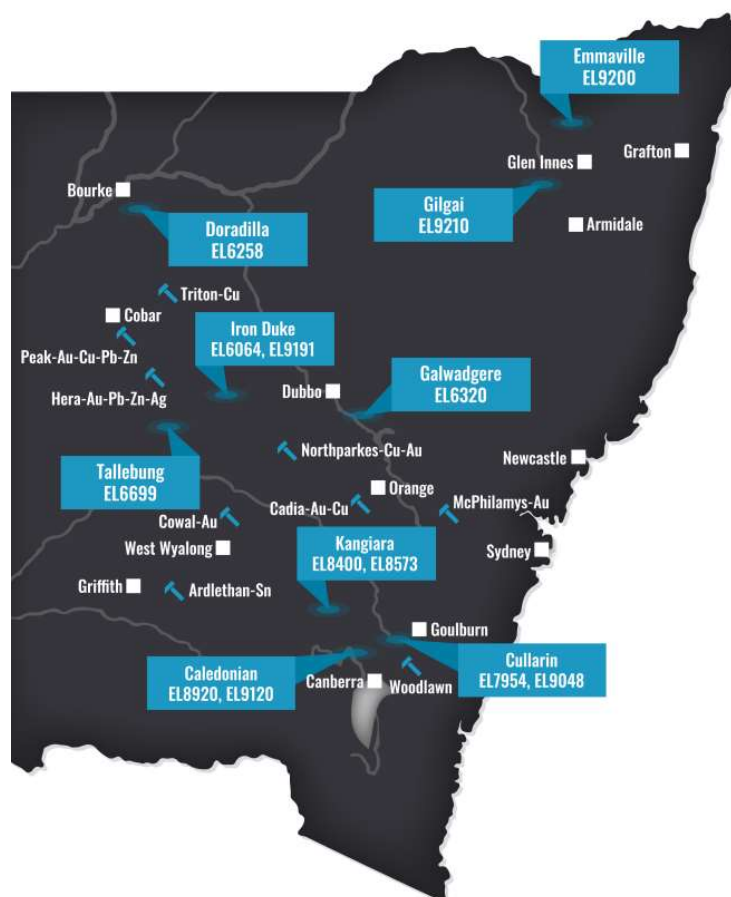 Emmaville
EL9200
Glen Innes
Grafton
Bourke
Gilgai
EL9210
Armidale
Doradilla
EL6258
Triton-Cu
Cobar
Iron Duke
EL6064, EL9191
Peak-Au-Cu-Pb-Zn
Hera-Au-Pb-Zn-Ag
Dubbo
Galwadgere
EL6320
Northparkes-Cu-Au
Newcastle
Tallebung
EL6699
Orange
Cadia-Au-Cu
McPhilamys-Au
Cowal-Au
West Wyalong
Kangiara
EL8400, EL8573
Sydney
Griffith
Ardlethan-Sn
Goulburn
Caledonian
EL8920, EL9120
Canberra
Woodlawn
Cullarin
EL7954, EL9048